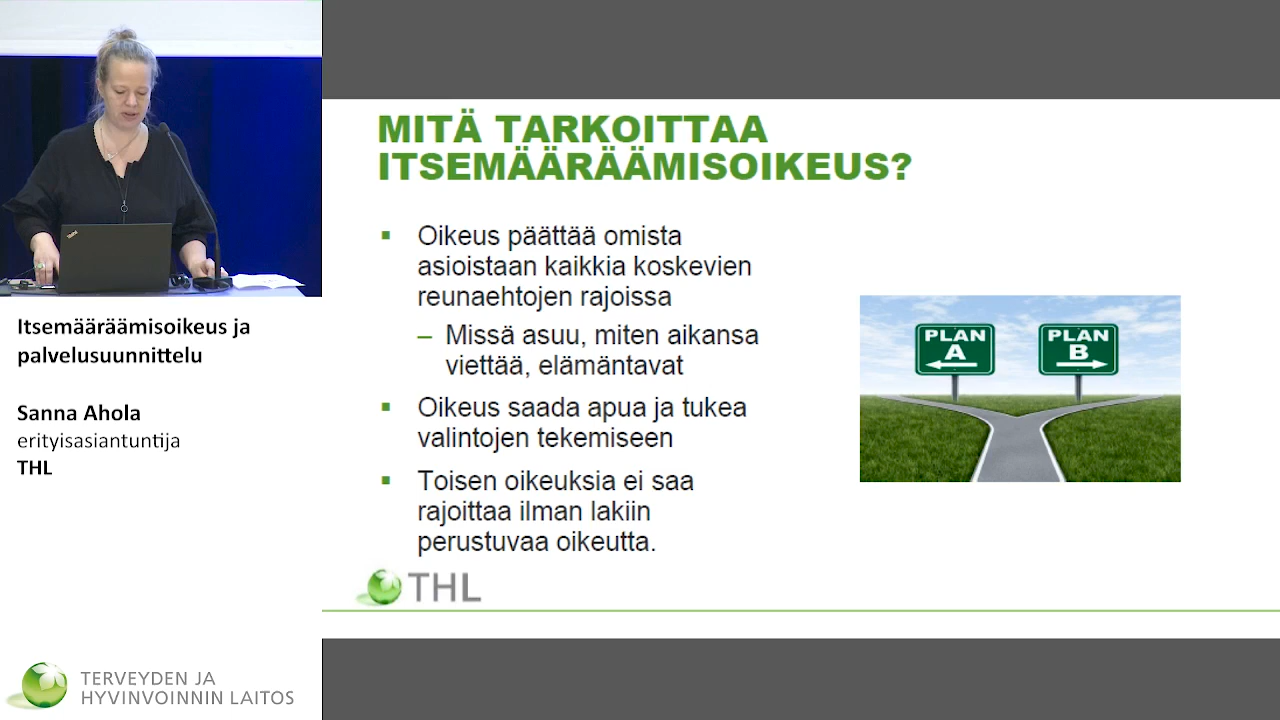 Itsemääräämisoikeus ja
palvelusuunnittelu
Sanna Ahola
erityisasiantuntija
THL
TERVEYDEN JA
HYVINVOINNIN LAITOS
MITÄ TARKOITTAA
ITSEMÄÄRÄÄMISOIKEUS?
▪ Oikeus päättää omista
asioistaan kaikkia koskevien
reunaehtojen rajoissa
– Missä asuu, miten aikansa
viettää, elämäntavat
▪ Oikeus saada apua ja tukea
valintojen tekemiseen
▪ Toisen oikeuksia ei saa
rajoittaa ilman lakiin
perustuvaa oikeutta.
PLAN
A
PLAN
B
THL